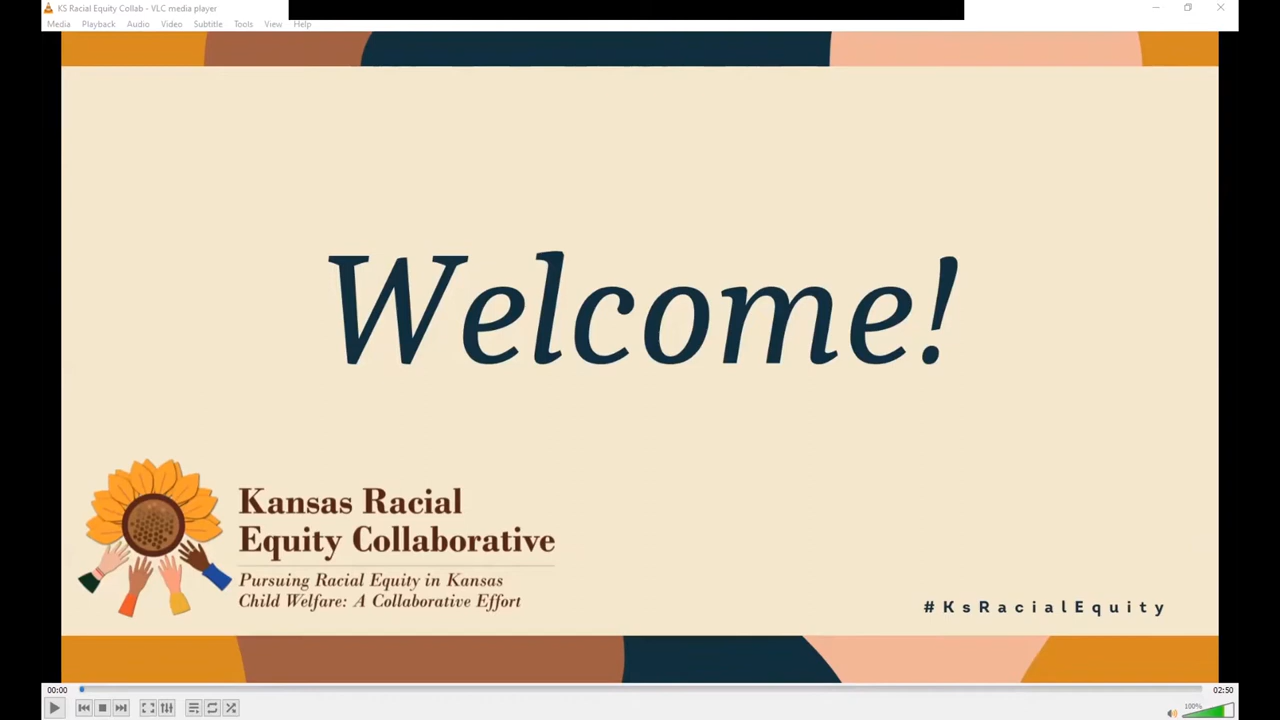 KS Racial Equity Collab - VLC media player
Media Playback Audio Video Subtitle Tools View Help
Welcome!
Kansas Racial
Equity Collaborative
Pursuing Racial Equity in Kansas
Child Welfare: A Collaborative Effort
#KsRacialEquity
00:00
02:50
100%